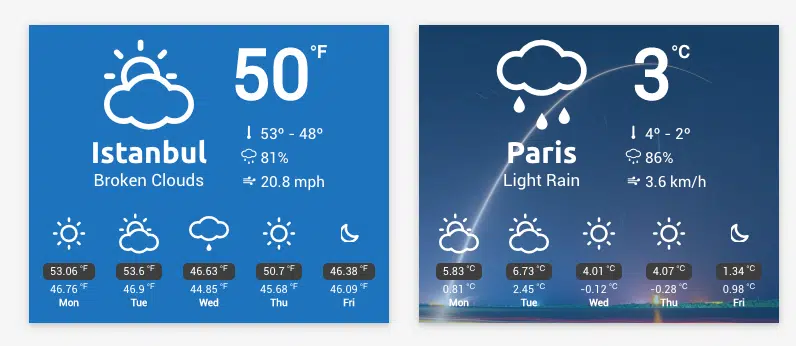 50 °F
53º - 48º
81%
Istanbul
Broken Clouds
20.8 mph
53.06 °F 53.6 °F 46.63 °F 50.7 °F 46.38 °F
46.76 °F 46.9 °F 44.85 °F 45.68 °F 46.09 °F
Mon Tue Wed Thu Fri
3 °C
4º - 2º
86%
Paris
Light Rain
3.6 km/h
5.83 °C 6.73 °C 4.01 °C 4.07 °C 1.34 °C
0.81 °C 2.45 °C -0.12 °C -0.28 °C 0.98 °C
Mon Tue Wed Thu Fri